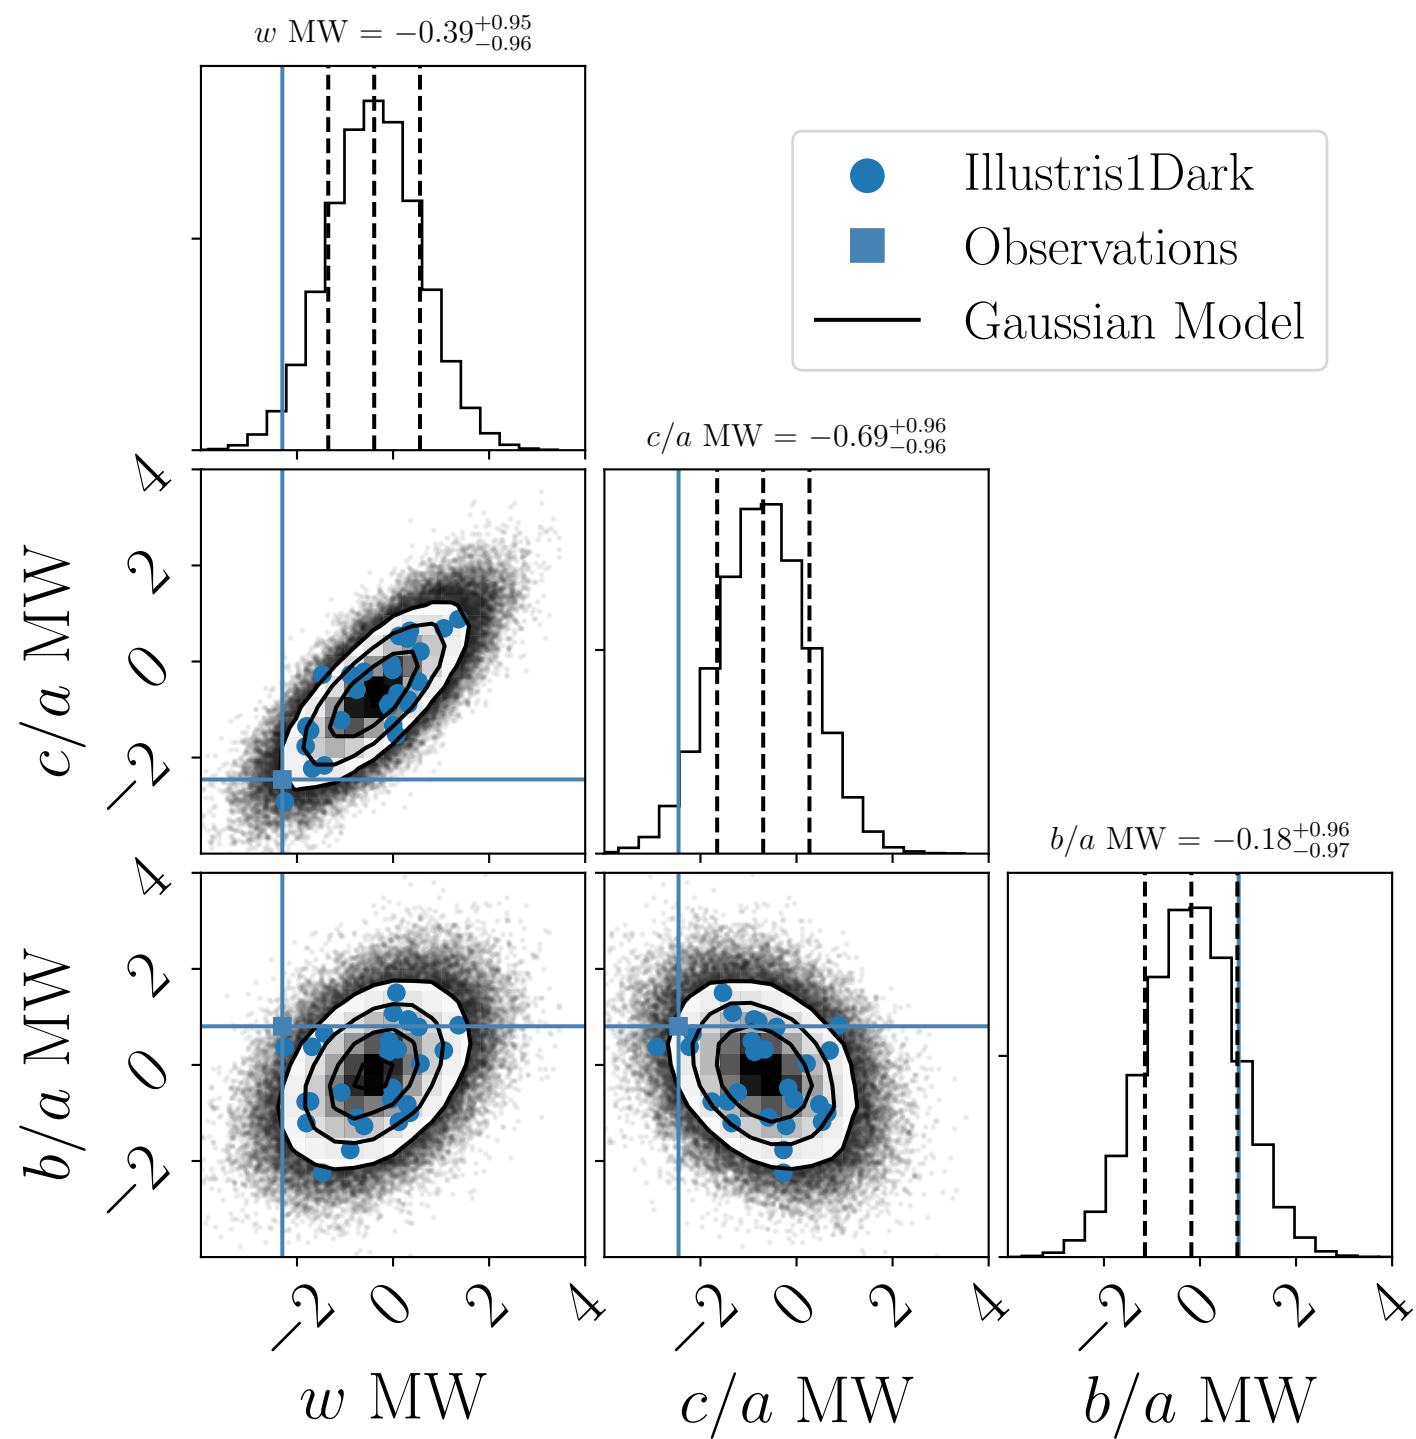 w MW = −0.39+0.95−0.96
Illustris1Dark
Observations
Gaussian Model
c/a MW = −0.69+0.96−0.96
4
2
0
−2
c/a MW
b/a MW = −0.18+0.96−0.97
4
2
0
−2
b/a MW
−2 0 2 4 −2 0 2 4 −2 0 2 4
w MW c/a MW b/a MW